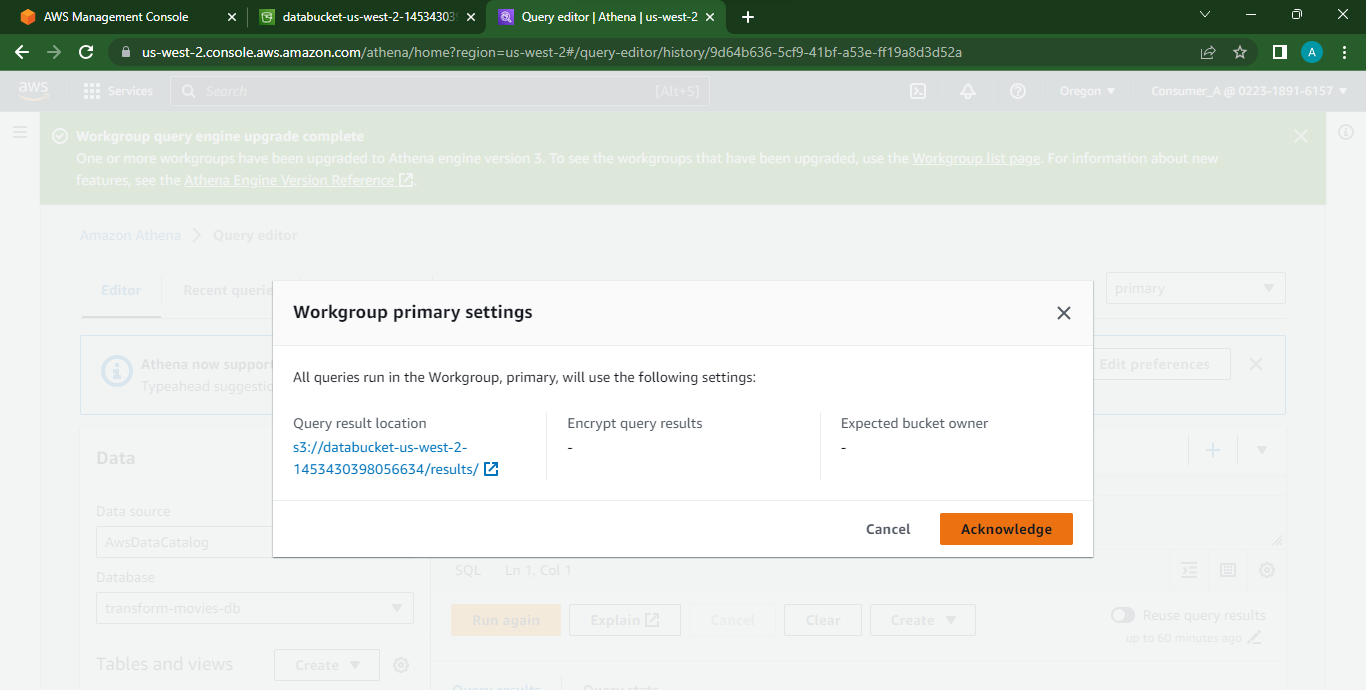 AWS Management Console
databucket-us-west-2-14534303
Query editor | Athena | us-west-2
us-west-2.console.aws.amazon.com/athena/home?region=us-west-2#/query-editor/history/9d64b636-5cf9-41bf-a53e-ff19a8d3d52a
A
aws
Services
Search
[Alt+S]
Oregon
Consumer_A @ 0223-1891-6157
Workgroup query engine upgrade complete
One or more workgroups have been upgraded to Athena engine version 3. To see the workgroups that have been upgraded, use the Workgroup list page. For information about new
features, see the Athena Engine Version Reference.
Amazon Athena
Query editor
Editor
Recent querie
primary
Athena now support
Typeahead suggestio
Edit preferences
Workgroup primary settings
All queries run in the Workgroup, primary, will use the following settings:
Query result location
s3://databucket-us-west-2-
1453430398056634/results/
Encrypt query results
-
Expected bucket owner
-
Cancel
Acknowledge
Data
Data source
AwsDataCatalog
Database
transform-movies-db
Tables and views
Create
SQL
Ln 1, Col 1
Run again
Explain
Cancel
Clear
Create
Reuse query results
up to 60 minutes ago
Query results
Query stats